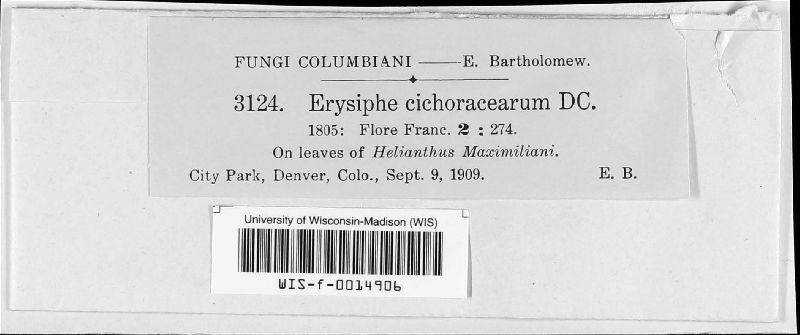 FUNGI COLUMBIANI —— E. Bartholomew.
3124. Erysiphe cichoracearum DC.
1805: Flore Franc. 2 : 274.
On leaves of Helianthus Maximiliani.
City Park, Denver, Colo., Sept. 9, 1909. E. B.
University of Wisconsin-Madison (WIS)
WIS-f-0014906